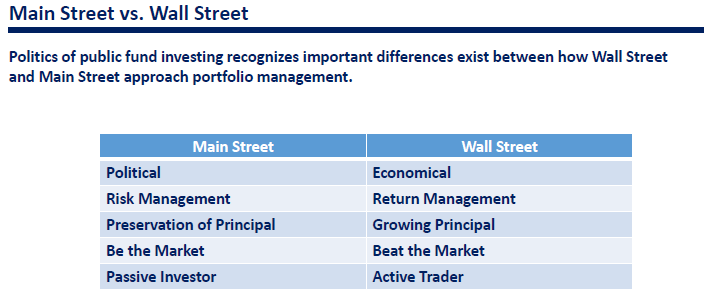 Main Street vs. Wall Street
Politics of public fund investing recognizes important differences exist between how Wall Street
and Main Street approach portfolio management.
Main Street Wall Street
Political Economical
Risk Management Return Management
Preservation of Principal Growing Principal
Be the Market Beat the Market
Passive Investor Active Trader